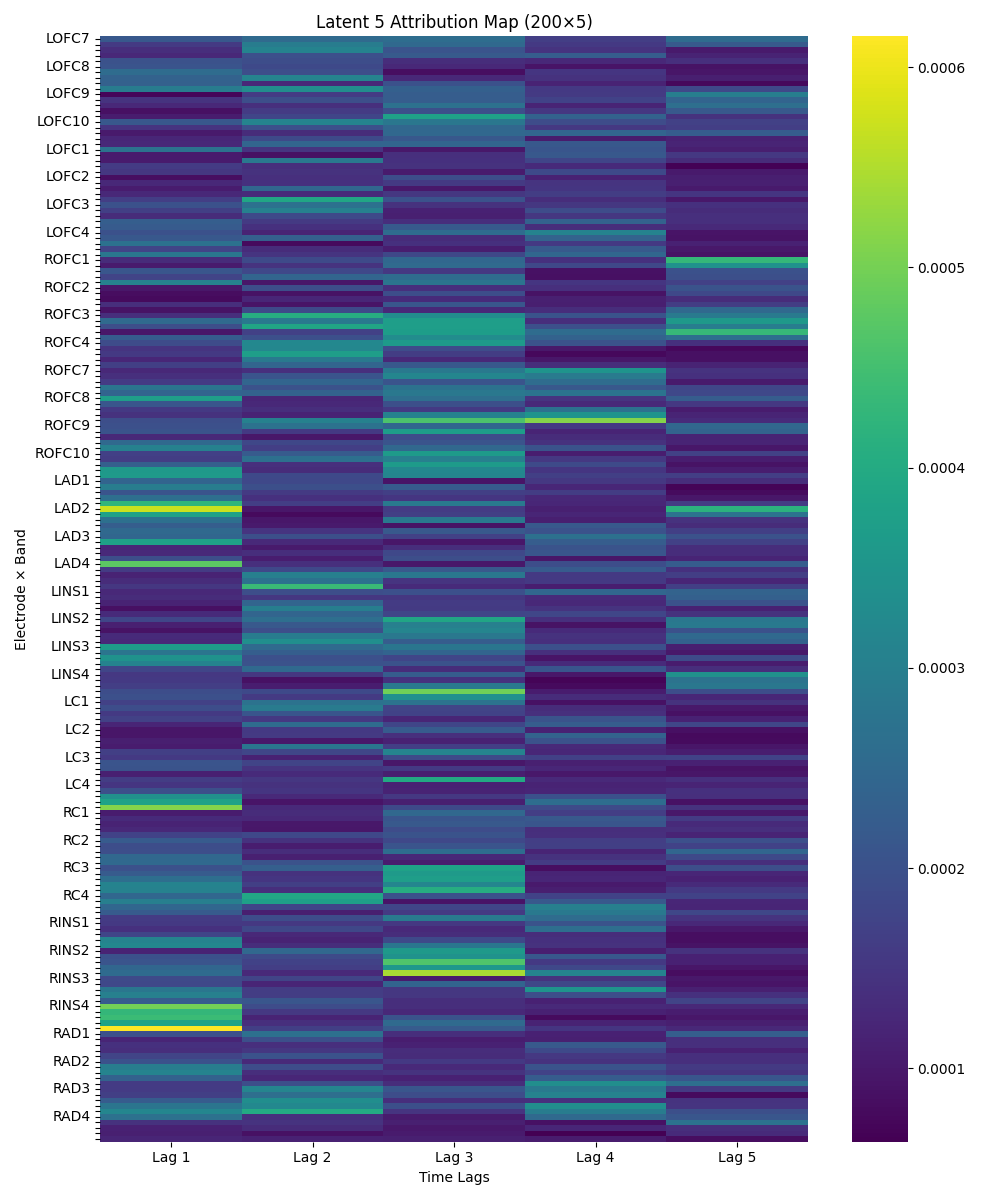 Latent 5 Attribution Map (200×5)
LOFC7
LOFC8
LOFC9
LOFC10
LOFC1
LOFC2
LOFC3
LOFC4
ROFC1
ROFC2
ROFC3
ROFC4
ROFC7
ROFC8
ROFC9
ROFC10
LAD1
LAD2
LAD3
LAD4
LINS1
LINS2
LINS3
LINS4
LC1
LC2
LC3
LC4
RC1
RC2
RC3
RC4
RINS1
RINS2
RINS3
RINS4
RAD1
RAD2
RAD3
RAD4
Electrode × Band
Lag 1
Lag 2
Lag 3
Lag 4
Lag 5
Time Lags
0.0006
0.0005
0.0004
0.0003
0.0002
0.0001